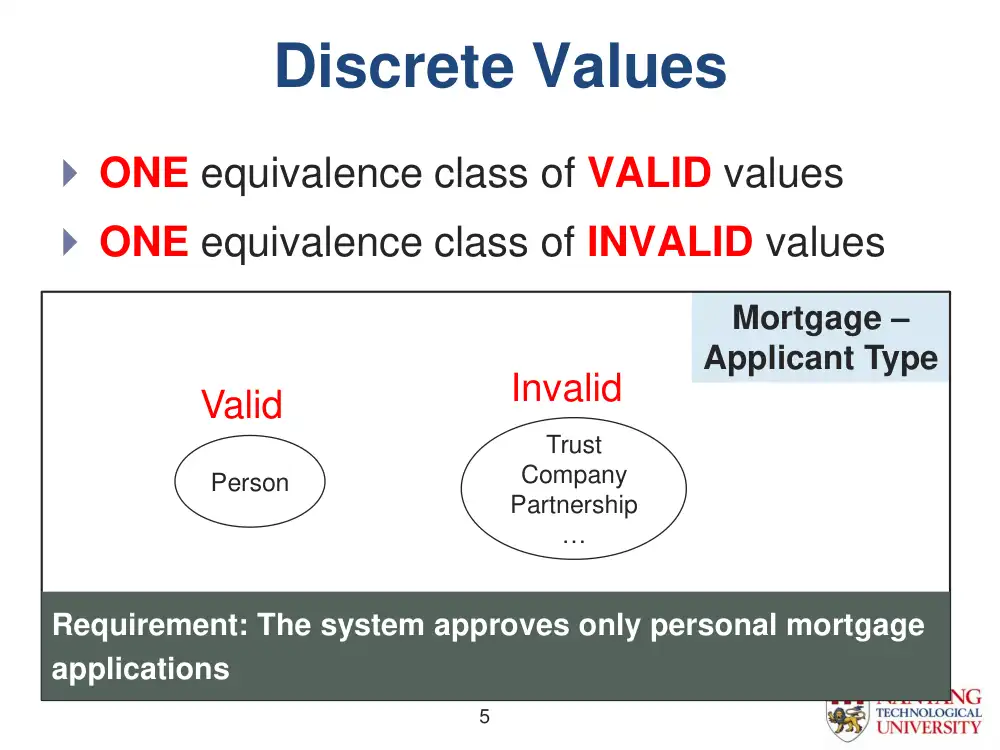 Discrete Values
ONE equivalence class of VALID values
ONE equivalence class of INVALID values
Mortgage –
Applicant Type
Valid
Invalid
Person
Trust
Company
Partnership
…
Requirement: The system approves only personal mortgage
applications
5
NANYANG
TECHNOLOGICAL
UNIVERSITY